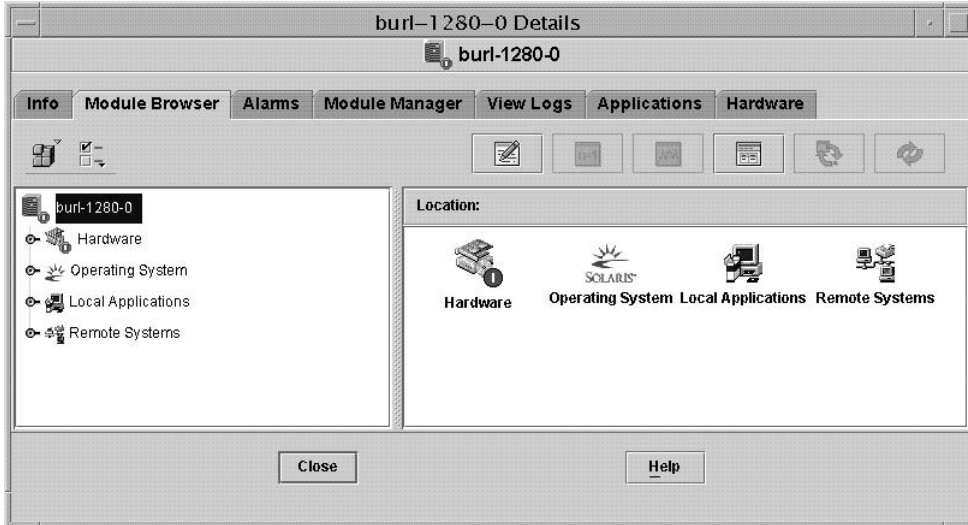 burl–1280–0 Details
burl-1280-0
Info Module Browser Alarms Module Manager View Logs Applications Hardware
burl-1280-0
Hardware
Operating System
Local Applications
Remote Systems
Location:
SOLARIS
Hardware Operating System Local Applications Remote Systems
Close Help